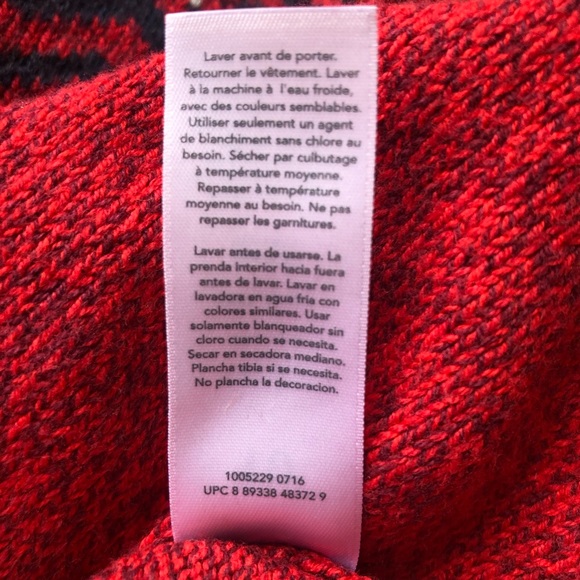 Laver avant de porter.
Retourner le vêtement. Laver
à la machine à l'eau froide,
avec des couleurs semblables.
Utiliser seulement un agent
de blanchiment sans chlore au
besoin. Sécher par culbutage
à température moyenne.
Repasser à température
moyenne au besoin. Ne pas
repasser les garnitures.
Lavar antes de usarse. La
prenda interior hacia fuera
antes de lavar. Lavar en
lavadora en agua fría con
colores similares. Usar
solamente blanqueador sin
cloro cuando se necesita.
Secar en secadora mediano.
Plancha tibia si se necesita.
No plancha la decoracion.
1005229 0716
UPC 8 89338 48372 9